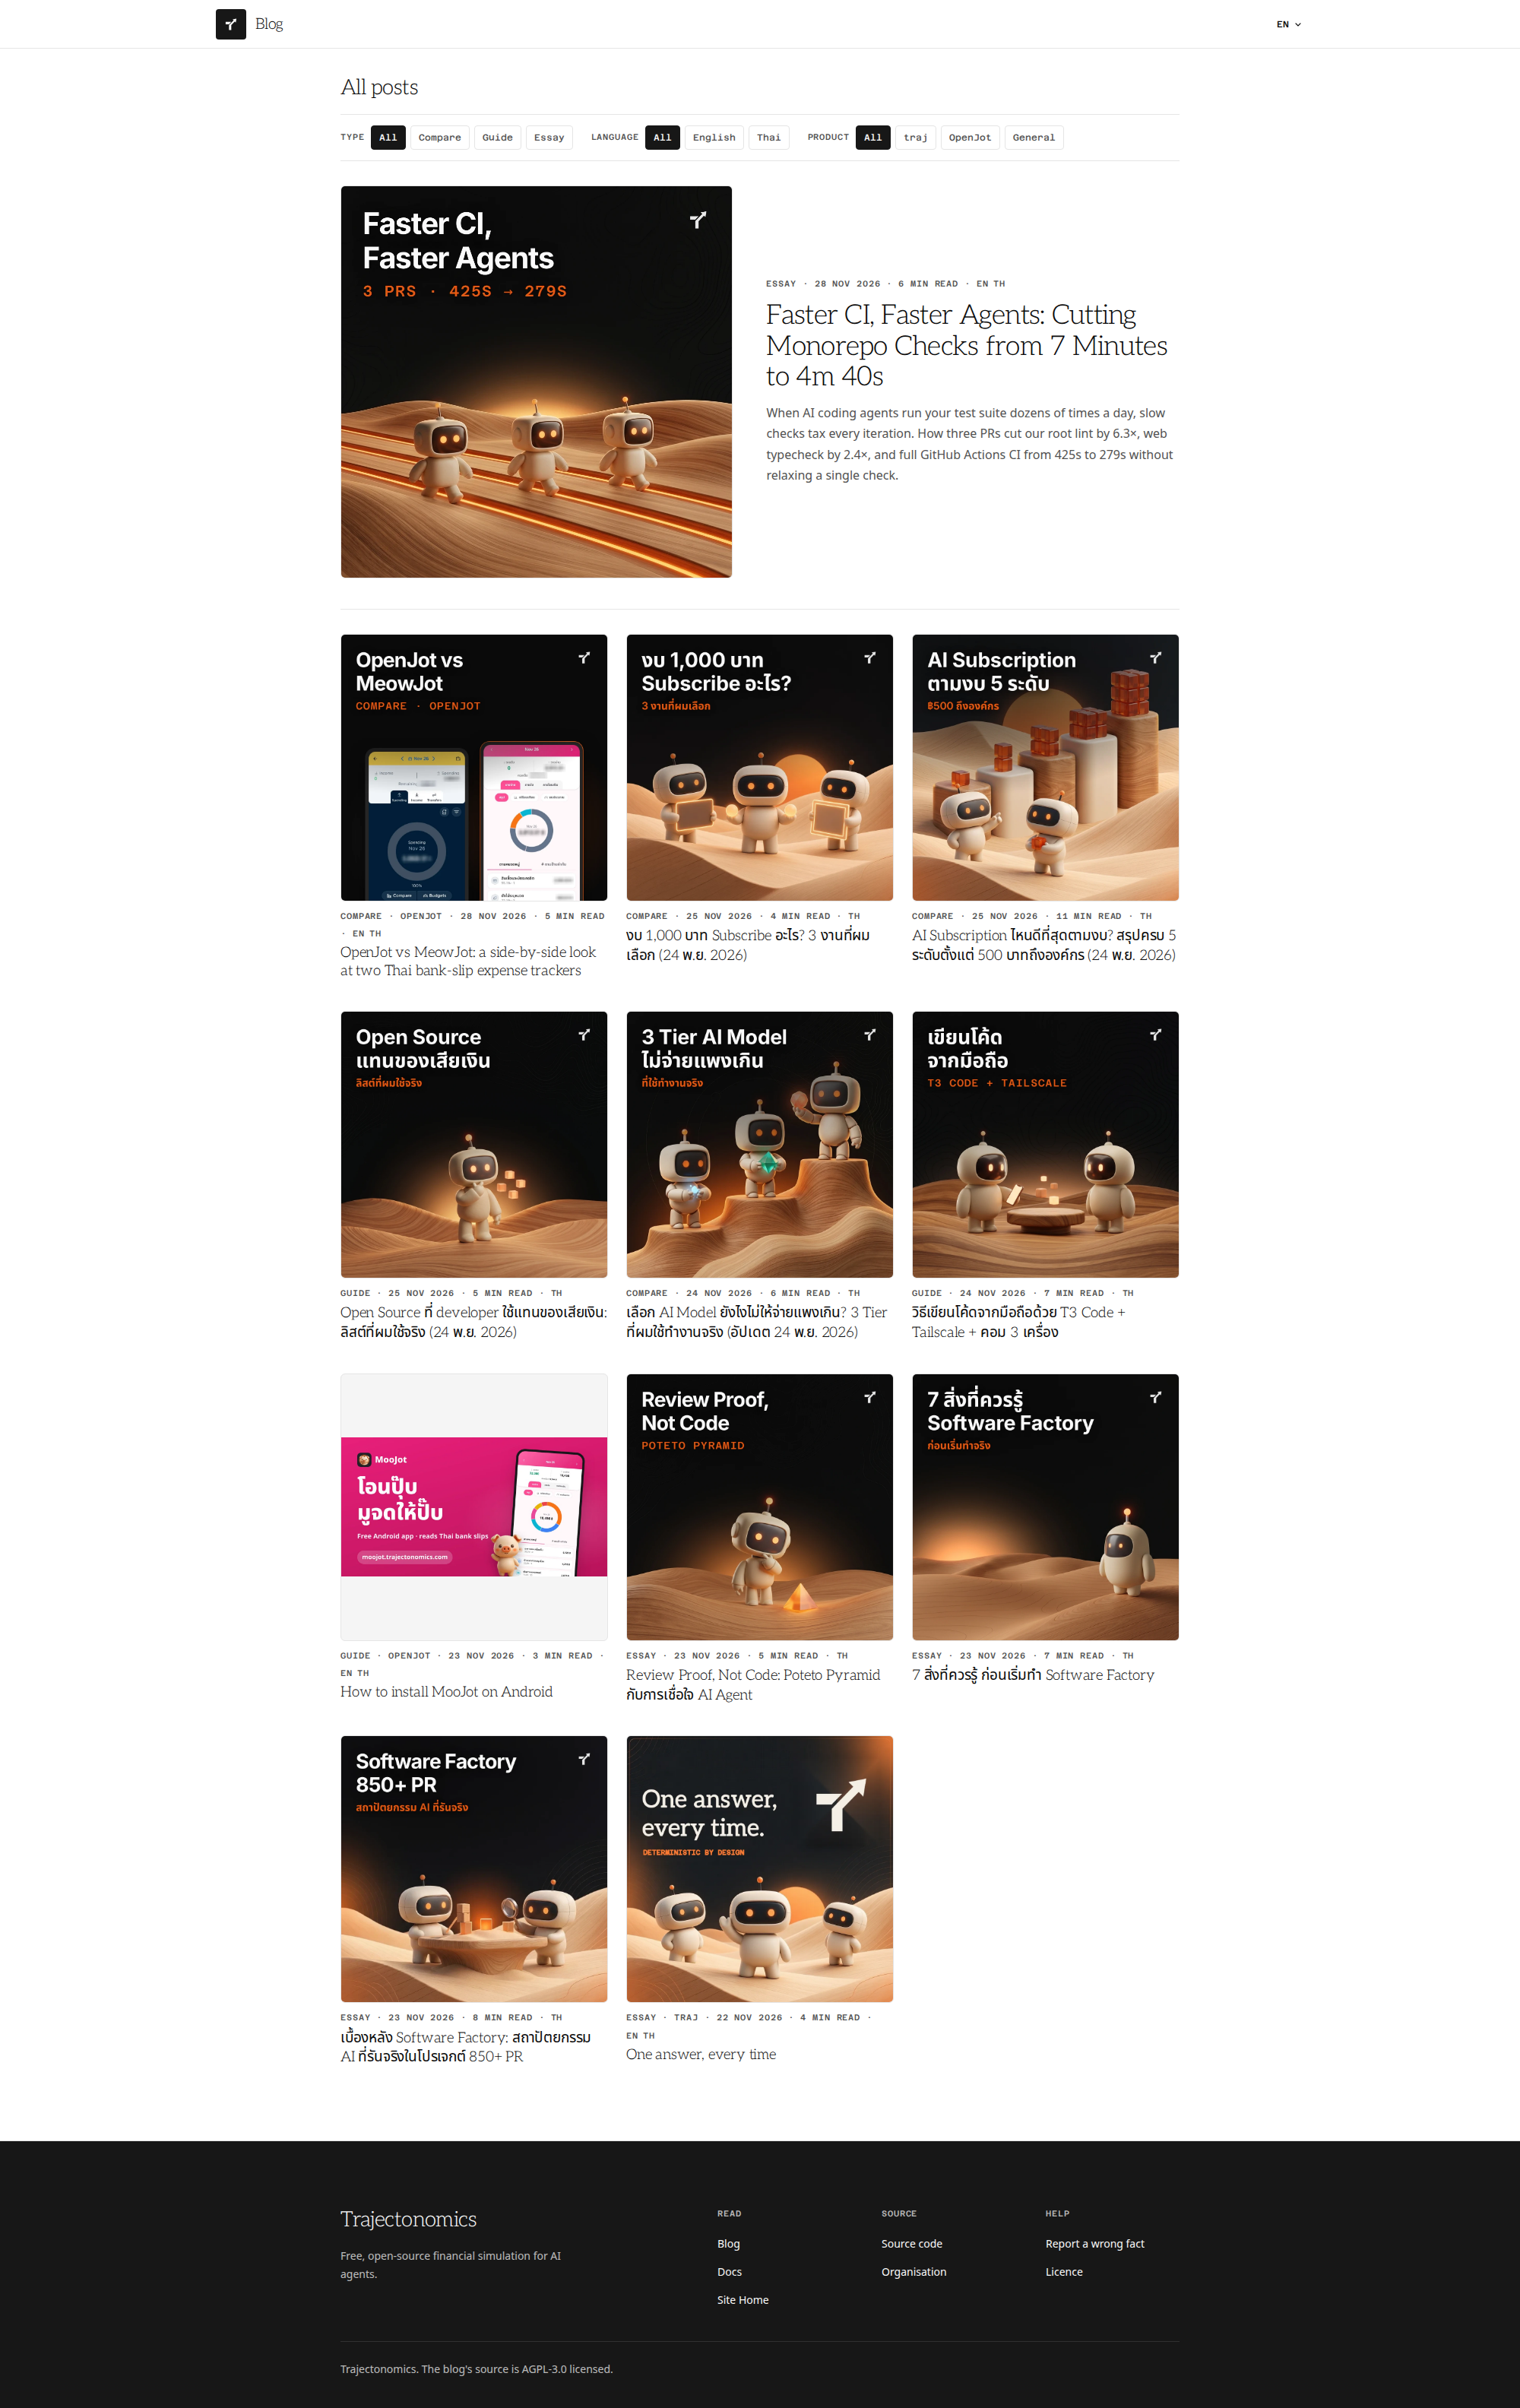 Blog
EN
All posts
TYPE All Compare Guide Essay LANGUAGE All English Thai PRODUCT All traj OpenJot General
Faster CI,
Faster Agents
3 PRS · 425S → 279S
ESSAY · 28 NOV 2026 · 6 MIN READ · EN TH
Faster CI, Faster Agents: Cutting
Monorepo Checks from 7 Minutes
to 4m 40s
When AI coding agents run your test suite dozens of times a day, slow
checks tax every iteration. How three PRs cut our root lint by 6.3×, web
typecheck by 2.4×, and full GitHub Actions CI from 425s to 279s without
relaxing a single check.
OpenJot vs
MeowJot
COMPARE · OPENJOT
COMPARE · OPENJOT · 28 NOV 2026 · 5 MIN READ
· EN TH
OpenJot vs MeowJot: a side-by-side look
at two Thai bank-slip expense trackers
งบ 1,000 บาท
Subscribe อะไร?
3 งานที่ผมเลือก
COMPARE · 25 NOV 2026 · 4 MIN READ · TH
งบ 1,000 บาท Subscribe อะไร? 3 งานที่ผม
เลือก (24 พ.ย. 2026)
AI Subscription
ตามงบ 5 ระดับ
฿500 ถึงองค์กร
COMPARE · 25 NOV 2026 · 11 MIN READ · TH
AI Subscription ไหนดีที่สุดตามงบ? สรุปครบ 5
ระดับตั้งแต่ 500 บาทถึงองค์กร (24 พ.ย. 2026)
Open Source
แทนของเสียเงิน
ลิสต์ที่ผมใช้จริง
GUIDE · 25 NOV 2026 · 5 MIN READ · TH
Open Source ที่ developer ใช้แทนของเสียเงิน:
ลิสต์ที่ผมใช้จริง (24 พ.ย. 2026)
3 Tier AI Model
ไม่จ่ายแพงเกิน
ที่ใช้ทำงานจริง
COMPARE · 24 NOV 2026 · 6 MIN READ · TH
เลือก AI Model ยังไงไม่ให้จ่ายแพงเกิน? 3 Tier
ที่ผมใช้ทำงานจริง (อัปเดต 24 พ.ย. 2026)
เขียนโค้ด
จากมือถือ
T3 CODE + TAILSCALE
GUIDE · 24 NOV 2026 · 7 MIN READ · TH
วิธีเขียนโค้ดจากมือถือด้วย T3 Code +
Tailscale + คอม 3 เครื่อง
MooJot
โอนปุ๊บ
มูจดให้ปั๊บ
Free Android app · reads Thai bank slips
moojot.trajectonomics.com
GUIDE · OPENJOT · 23 NOV 2026 · 3 MIN READ ·
EN TH
How to install MooJot on Android
Review Proof,
Not Code
POTETO PYRAMID
ESSAY · 23 NOV 2026 · 5 MIN READ · TH
Review Proof, Not Code: Poteto Pyramid
กับการเชื่อใจ AI Agent
7 สิ่งที่ควรรู้
Software Factory
ก่อนเริ่มทำจริง
ESSAY · 23 NOV 2026 · 7 MIN READ · TH
7 สิ่งที่ควรรู้ ก่อนเริ่มทำ Software Factory
Software Factory
850+ PR
สถาปัตยกรรม AI ที่รันจริง
ESSAY · 23 NOV 2026 · 8 MIN READ · TH
เบื้องหลัง Software Factory: สถาปัตยกรรม
AI ที่รันจริงในโปรเจกต์ 850+ PR
One answer,
every time.
DETERMINISTIC BY DESIGN
ESSAY · TRAJ · 22 NOV 2026 · 4 MIN READ ·
EN TH
One answer, every time
Trajectonomics
Free, open-source financial simulation for AI
agents.
READ
Blog
Docs
Site Home
SOURCE
Source code
Organisation
HELP
Report a wrong fact
Licence
Trajectonomics. The blog's source is AGPL-3.0 licensed.